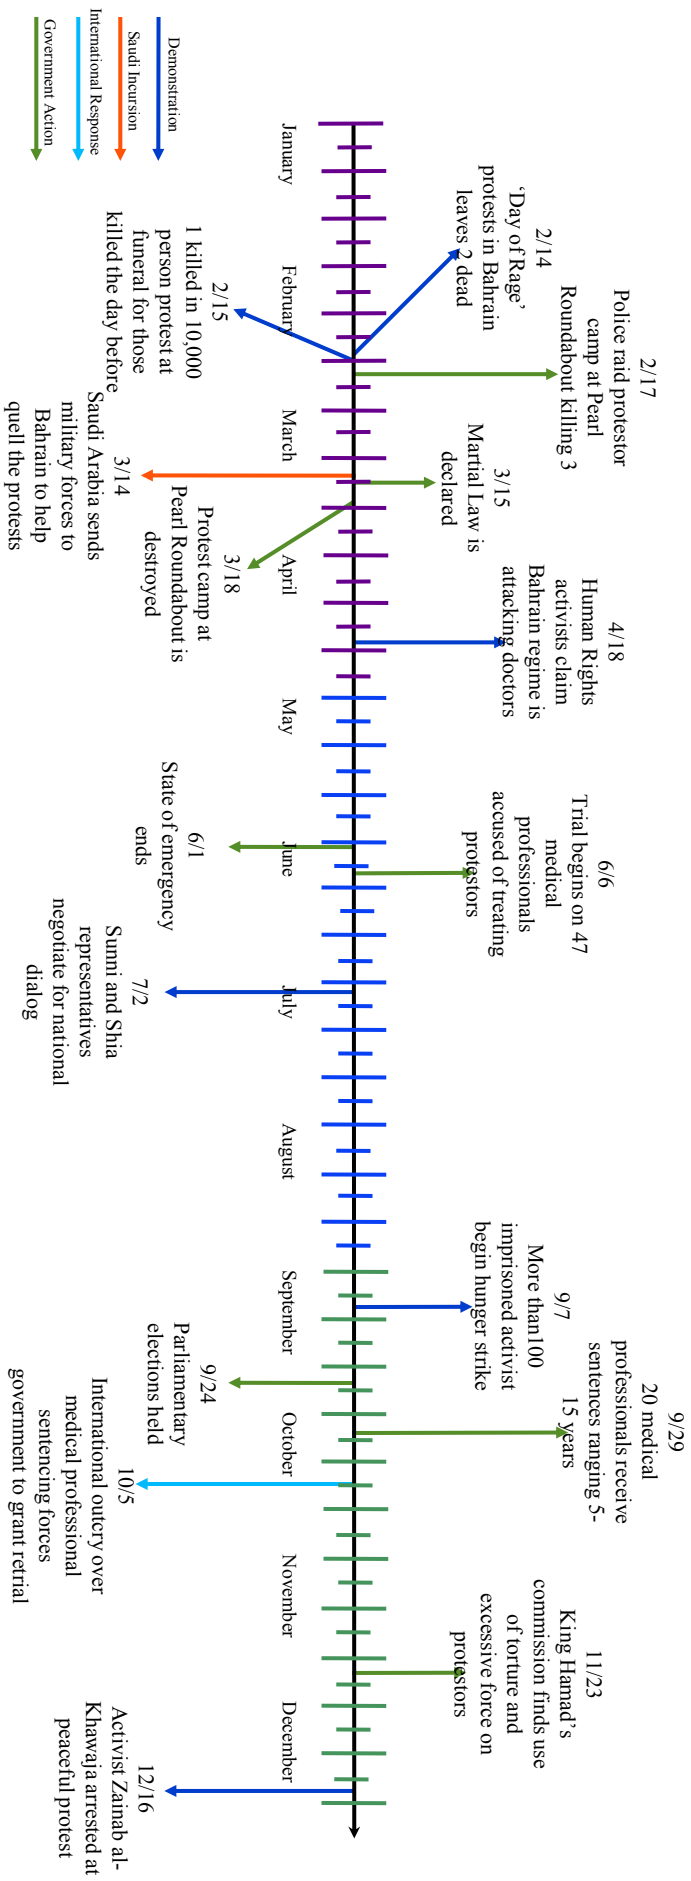 2/14
‘Day of Rage’
protests in Bahrain
leaves 2 dead
2/17
Police raid protestor
camp at Pearl
Roundabout killing 3
3/15
Martial Law is
declared
4/18
Human Rights
activists claim
Bahrain regime is
attacking doctors
6/6
Trial begins on 47
medical
professionals
accused of treating
protestors
9/7
More than100
imprisoned activist
begin hunger strike
9/29
20 medical
professionals receive
sentences ranging 5-
15 years
11/23
King Hamad’s
commission finds use
of torture and
excessive force on
protestors
January
February
March
April
May
June
July
August
September
October
November
December
2/15
1 killed in 10,000
person protest at
funeral for those
killed the day before
3/14
Saudi Arabia sends
military forces to
Bahrain to help
quell the protests
3/18
Protest camp at
Pearl Roundabout is
destroyed
6/1
State of emergency
ends
7/2
Sunni and Shia
representatives
negotiate for national
dialog
9/24
Parliamentary
elections held
10/5
International outcry over
medical professional
sentencing forces
government to grant retrial
12/16
Activist Zainab al-
Khawaja arrested at
peaceful protest
Demonstration
Saudi Incursion
International Response
Government Action